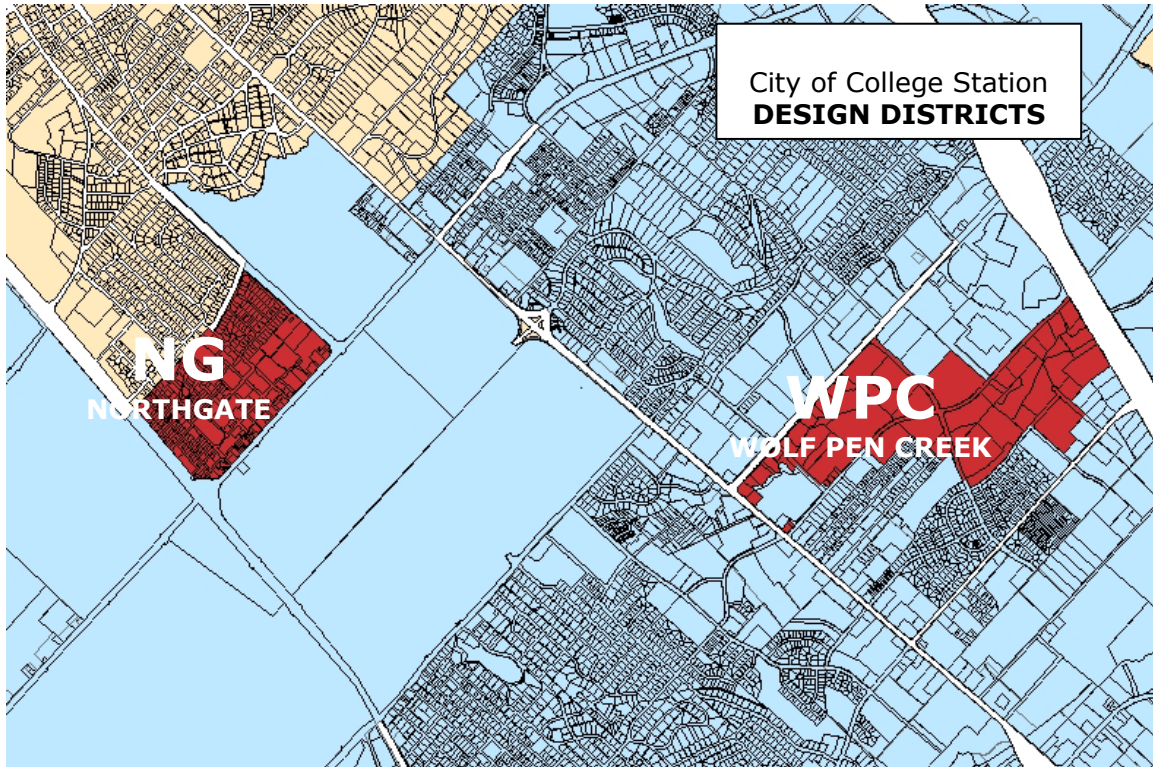 City of College Station
DESIGN DISTRICTS
NG
NORTHGATE
WPC
WOLF PEN CREEK